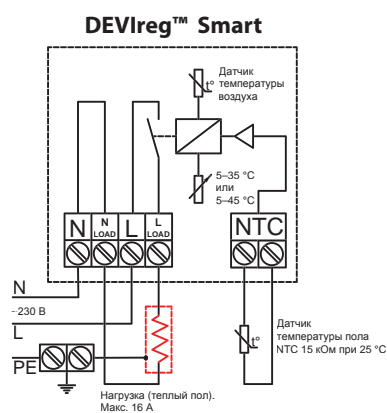 DEVIreg™ Smart
t°
Датчик
температуры
воздуха
5–35 °C
или
5–45 °C
N
N
LOAD
L
L
LOAD
NTC
N
~230 В
L
PE
t°
Датчик
температуры пола
NTC 15 кОм при 25 °C
Нагрузка (теплый пол).
Макс. 16 А